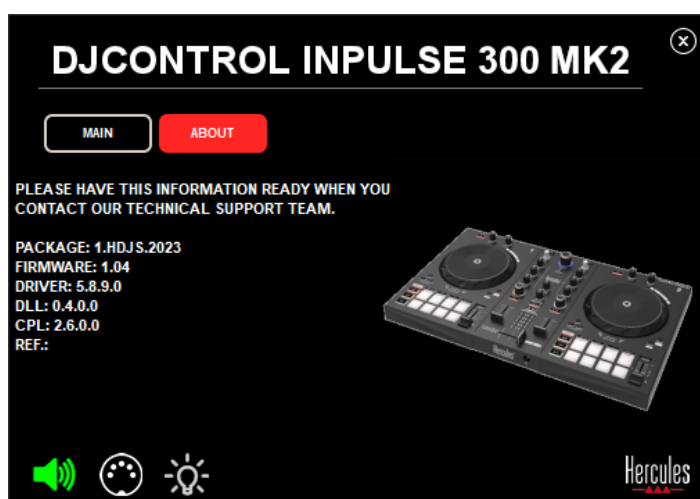 DJCONTROL INPULSE 300 MK2
MAIN
ABOUT
PLEASE HAVE THIS INFORMATION READY WHEN YOU
CONTACT OUR TECHNICAL SUPPORT TEAM.
PACKAGE: 1.HDJS.2023
FIRMWARE: 1.04
DRIVER: 5.8.9.0
DLL: 0.4.0.0
CPL: 2.6.0.0
REF.:
Hercules